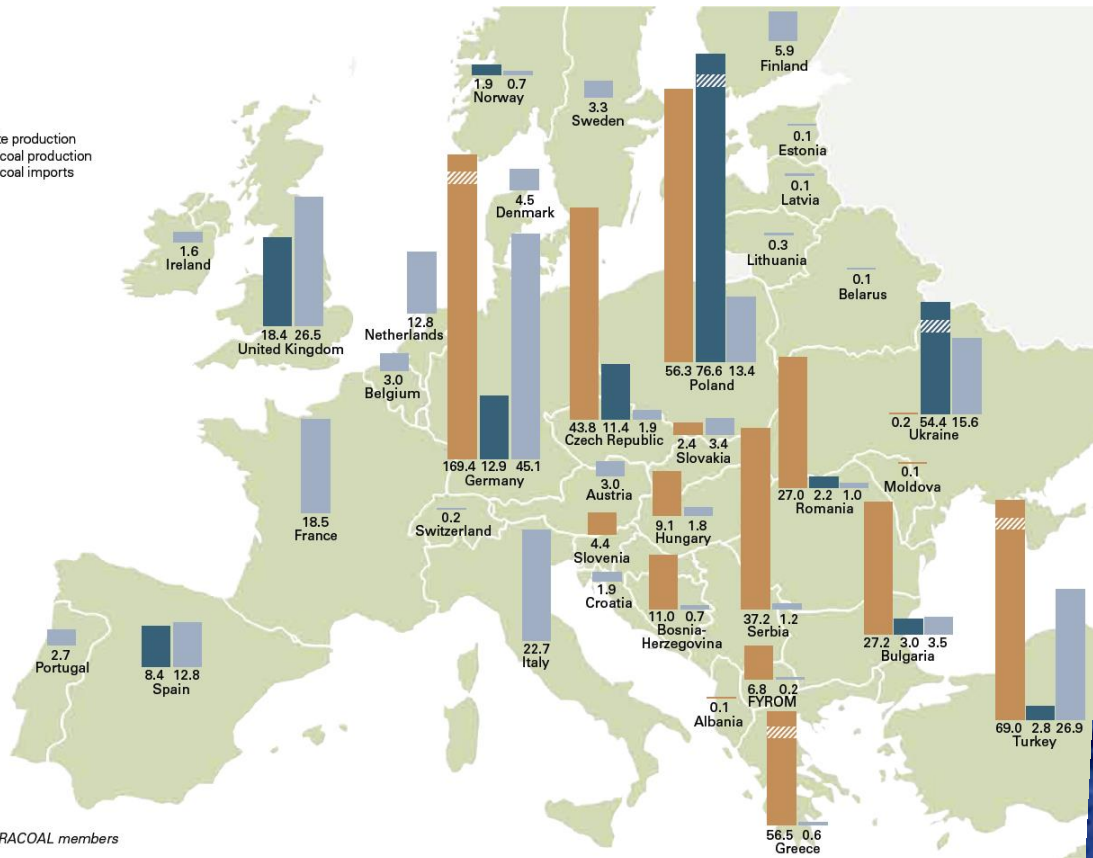 5.9
Finland
1.9 0.7
Norway
3.3
Sweden
0.1
Estonia
production
coal production
coal imports
0.1
Latvia
4.5
Denmark
0.3
Lithuania
1.6
Ireland
0.1
Belarus
18.4 26.5
United Kingdom
12.8
Netherlands
56.3 76.6 13.4
Poland
3.0
Belgium
0.2 54.4 15.6
Ukraine
43.8 11.4 1.9
Czech Republic
2.4 3.4
Slovakia
169.4 12.9 45.1
Germany
3.0
Austria
0.1
Moldova
27.0 2.2 1.0
Romania
18.5
France
0.2
Switzerland
9.1 1.8
Hungary
4.4
Slovenia
1.9
Croatia
11.0 0.7
Bosnia-
Herzegovina
37.2 1.2
Serbia
27.2 3.0 3.5
Bulgaria
2.7
Portugal
8.4 12.8
Spain
22.7
Italy
6.8 0.2
FYROM
0.1
Albania
69.0 2.8 26.9
Turkey
56.5 0.6
Greece
RACOAL members